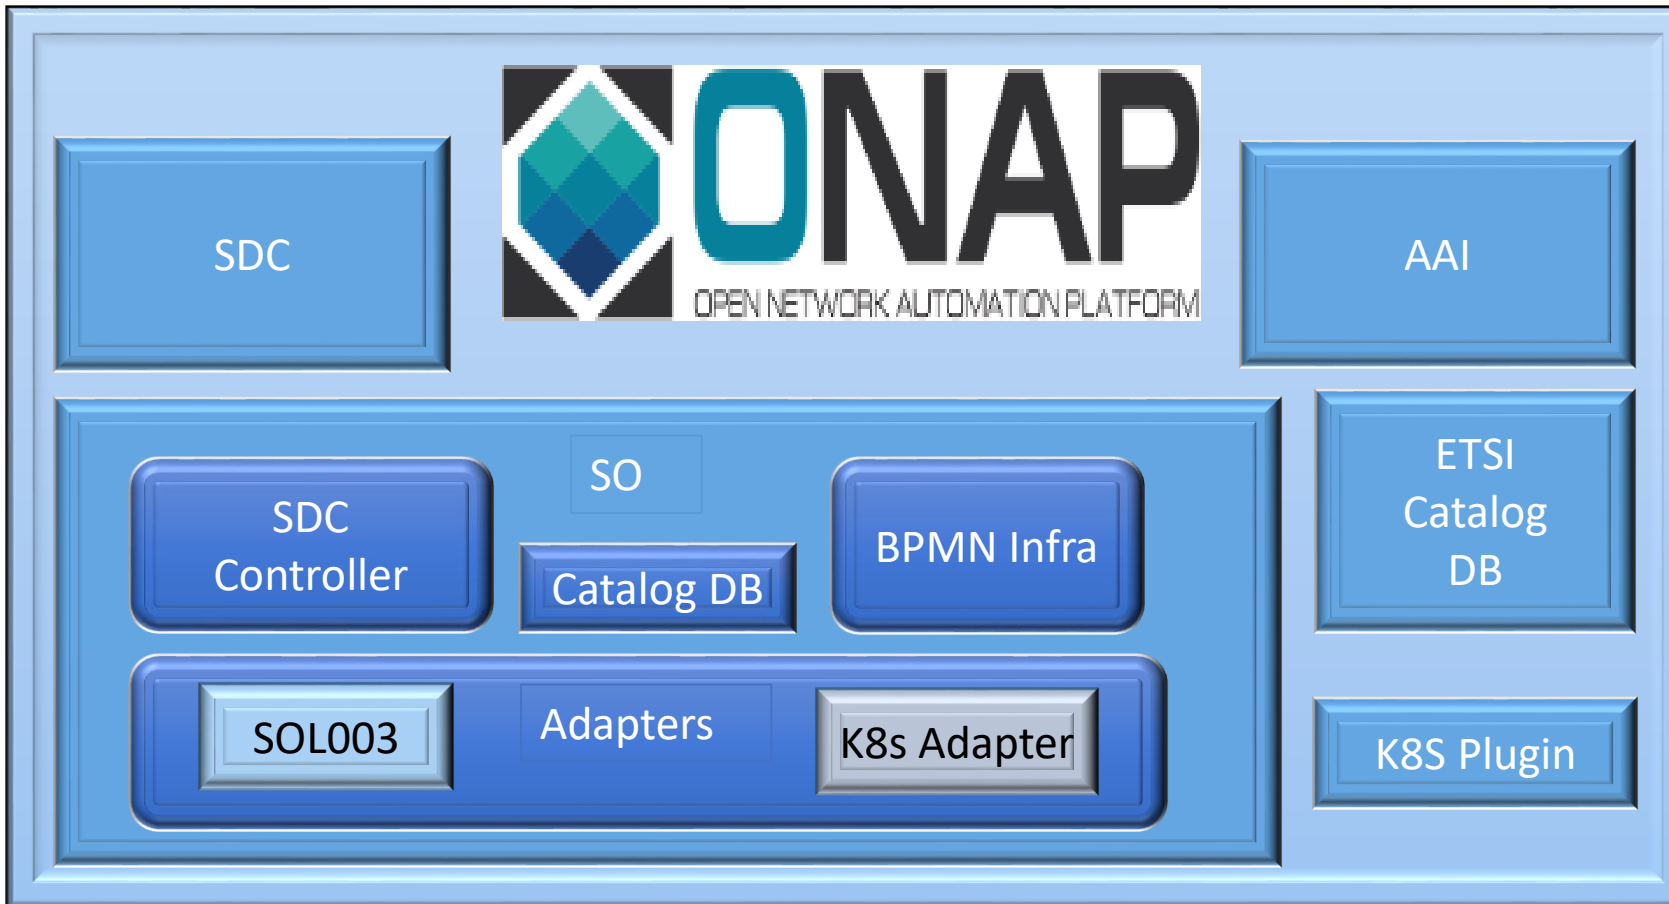 ONAP
OPEN NETWORK AUTOMATION PLATFORM
SDC
AAI
SO
SDC
Controller
Catalog DB
BPMN Infra
ETSI
Catalog
DB
SOL003
Adapters
K8s Adapter
K8S Plugin